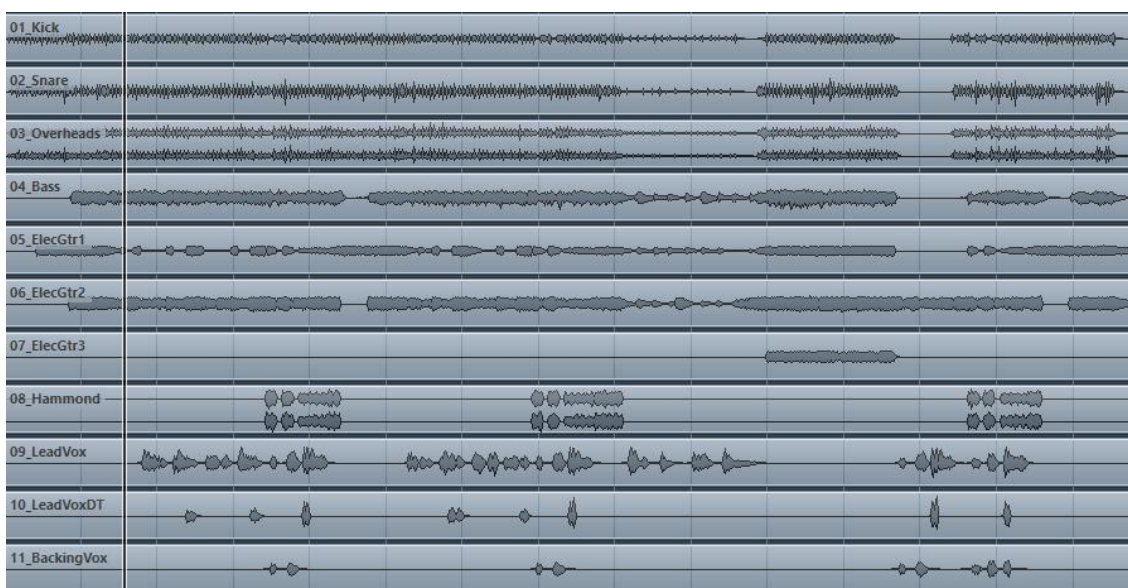 01_Kick
02_Snare
03_Overheads
04_Bass
05_ElecGtr1
06_ElecGtr2
07_ElecGtr3
08_Hammond
09_LeadVox
10_LeadVoxDT
11_BackingVox